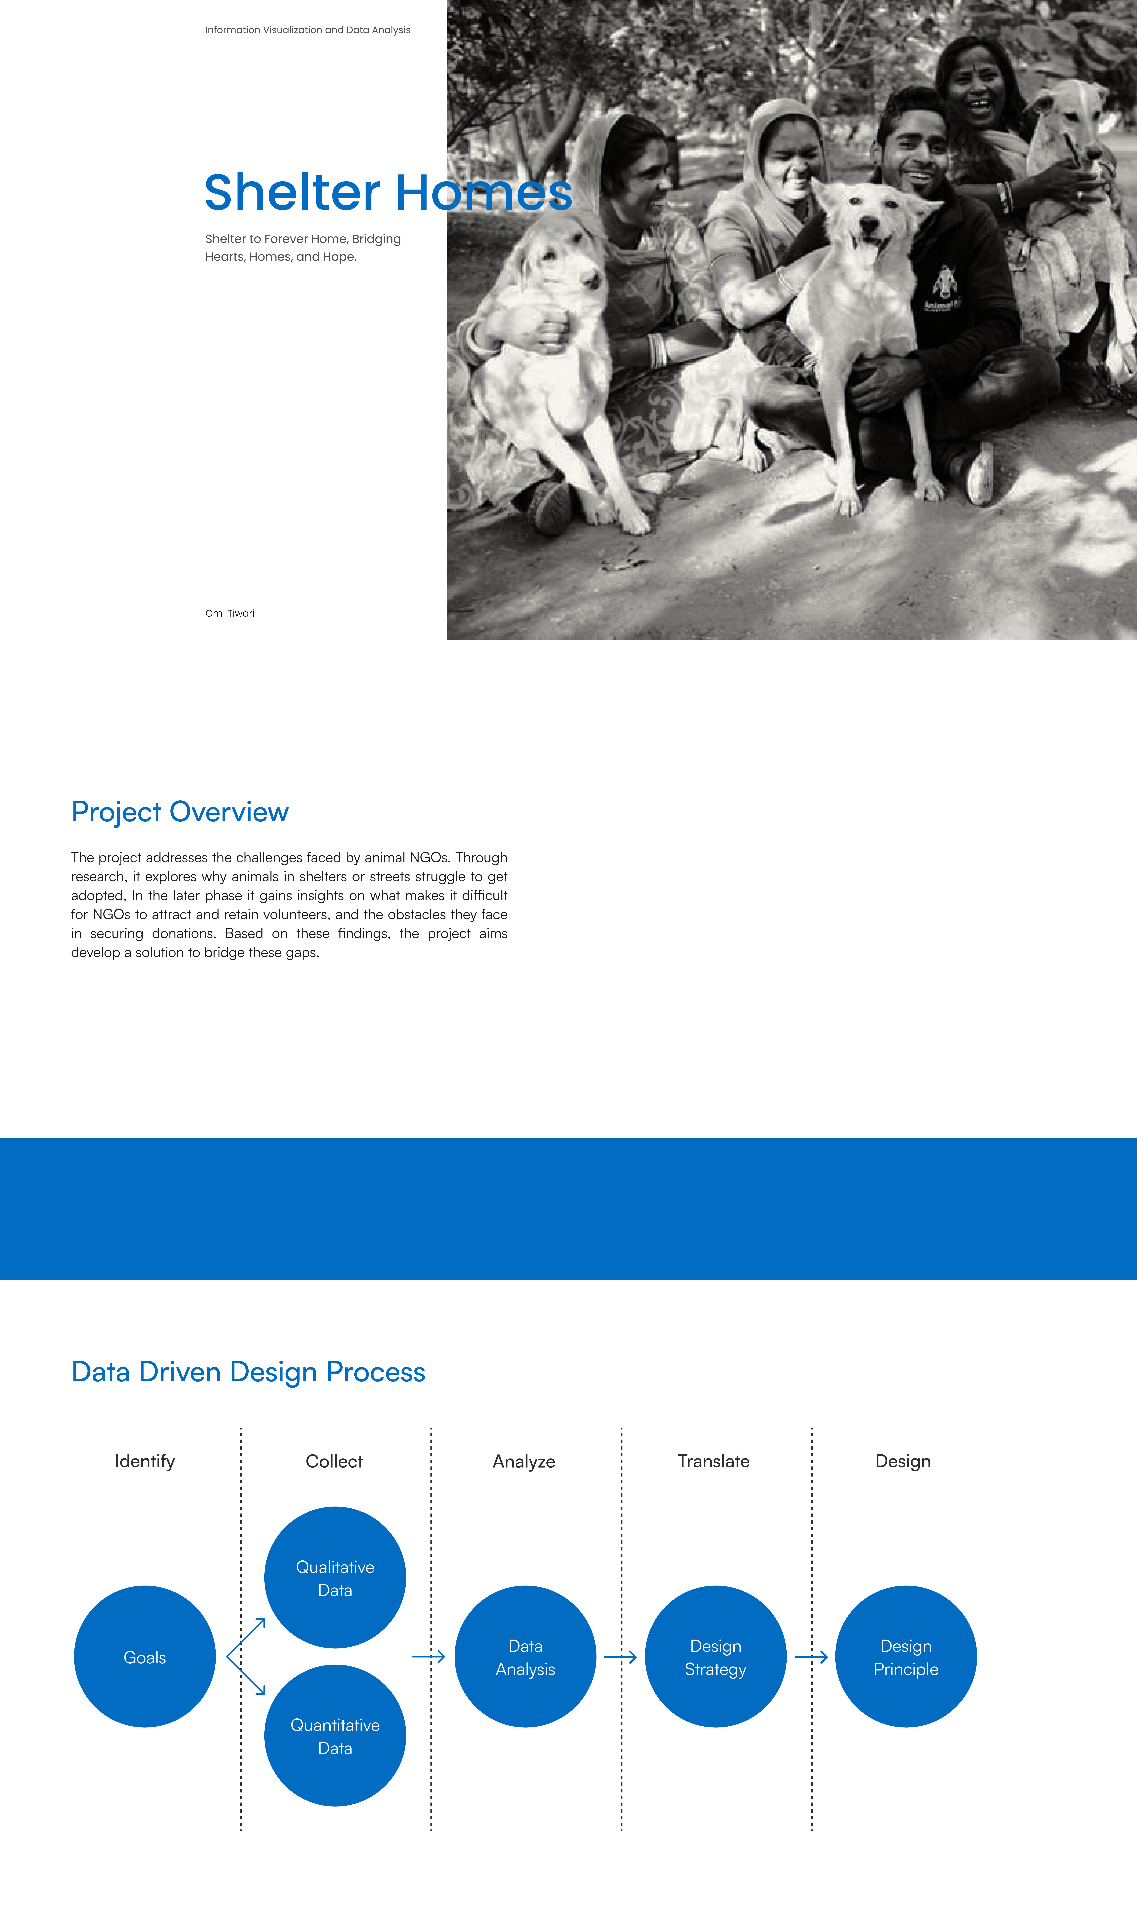 Information Visualization and Data Analysis
Shelter Homes
Shelter to Forever Home, Bridging
Hearts, Homes, and Hope.
Om Tiwari
Project Overview
The project addresses the challenges faced by animal NGOs. Through
research, it explores why animals in shelters or streets struggle to get
adopted, In the later phase it gains insights on what makes it difficult
for NGOs to attract and retain volunteers, and the obstacles they face
in securing donations. Based on these findings, the project aims
develop a solution to bridge these gaps.
Data Driven Design Process
Identify
Collect
Analyze
Translate
Design
Goals
Qualitative
Data
Quantitative
Data
Data
Analysis
Design
Strategy
Design
Principle